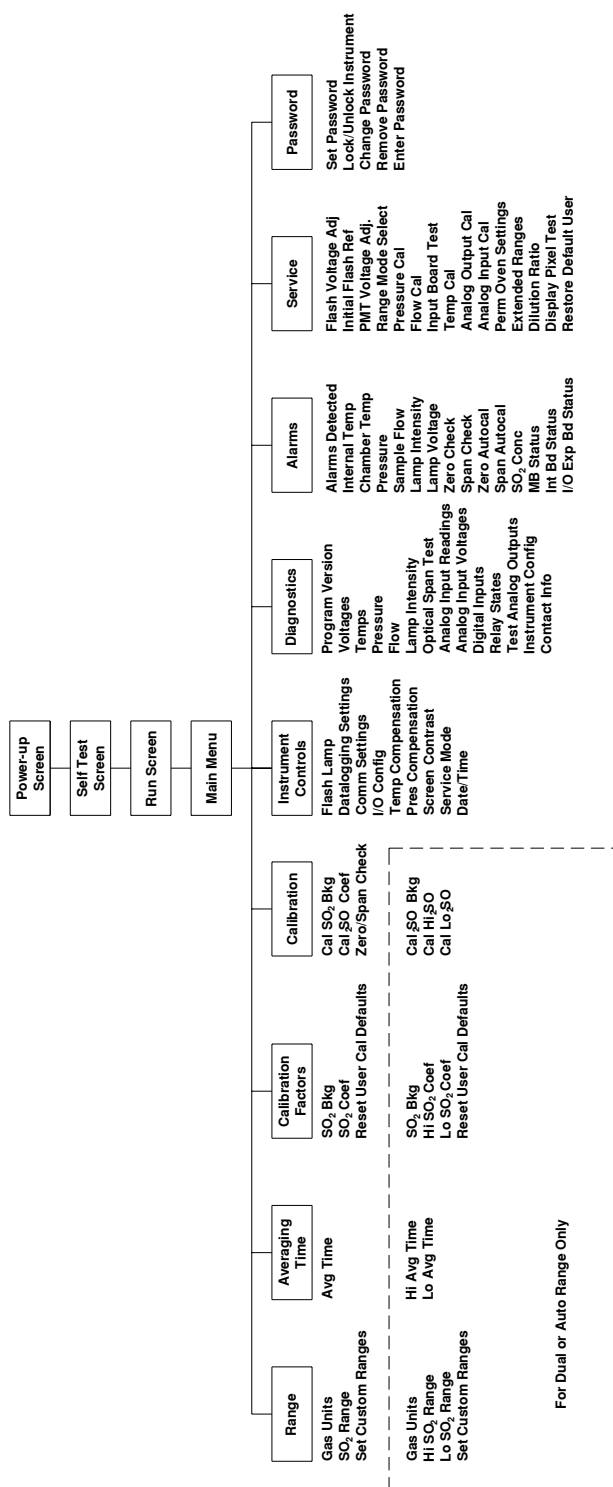 Power-up
Screen
Self Test
Screen
Run Screen
Main Menu
Range
Gas Units
SO₂ Range
Set Custom Ranges
Averaging
Time
Avg Time
Calibration
Factors
SO₂ Bkg
SO₂ Coef
Reset User Cal Defaults
Calibration
Cal SO₂ Bkg
Cal₂SO Coef
Zero/Span Check
Instrument
Controls
Flash Lamp
Datalogging Settings
Comm Settings
I/O Config
Temp Compensation
Pres Compensation
Screen Contrast
Service Mode
Date/Time
Diagnostics
Program Version
Voltages
Temps
Pressure
Flow
Lamp Intensity
Optical Span Test
Analog Input Readings
Analog Input Voltages
Digital Inputs
Relay States
Test Analog Outputs
Instrument Config
Contact Info
Alarms
Alarms Detected
Internal Temp
Chamber Temp
Pressure
Sample Flow
Lamp Intensity
Lamp Voltage
Zero Check
Span Check
Zero Autocal
Span Autocal
SO₂ Conc
MB Status
Int Bd Status
I/O Exp Bd Status
Service
Flash Voltage Adj
Initial Flash Ref
PMT Voltage Adj.
Range Mode Select
Pressure Cal
Flow Cal
Input Board Test
Temp Cal
Analog Output Cal
Analog Input Cal
Perm Oven Settings
Extended Ranges
Dilution Ratio
Display Pixel Test
Restore Default User
Password
Set Password
Lock/Unlock Instrument
Change Password
Remove Password
Enter Password
Gas Units
Hi SO₂ Range
Lo SO₂ Range
Set Custom Ranges
Hi Avg Time
Lo Avg Time
SO₂ Bkg
Hi SO₂ Coef
Lo SO₂ Coef
Reset User Cal Defaults
Cal₂SO Bkg
Cal Hi₂SO
Cal Lo₂SO
For Dual or Auto Range Only